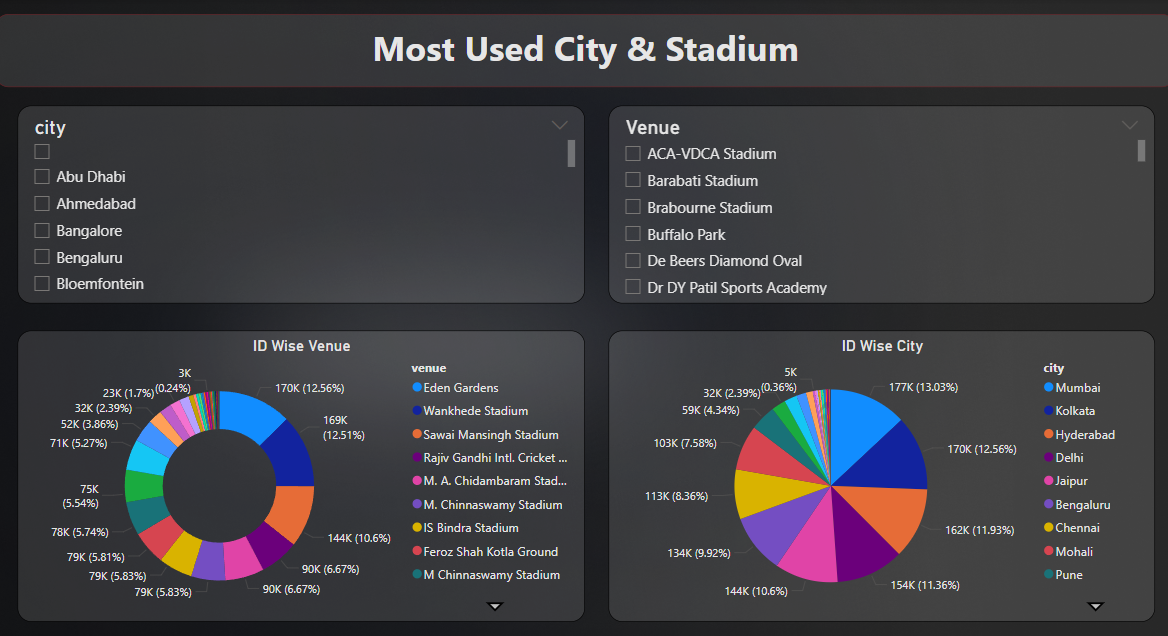 Most Used City & Stadium
city
Abu Dhabi
Ahmedabad
Bangalore
Bengaluru
Bloemfontein
Venue
ACA-VDCA Stadium
Barabati Stadium
Brabourne Stadium
Buffalo Park
De Beers Diamond Oval
Dr DY Patil Sports Academy
ID Wise Venue
3K
(0.24%)
23K (1.7%)
32K (2.39%)
52K (3.86%)
71K (5.27%)
75K
(5.54%)
78K (5.74%)
79K (5.81%)
79K (5.83%)
79K (5.83%)
90K (6.67%)
90K (6.67%)
144K (10.6%)
169K
(12.51%)
170K (12.56%)
venue
Eden Gardens
Wankhede Stadium
Sawai Mansingh Stadium
Rajiv Gandhi Intl. Cricket ...
M. A. Chidambaram Stad...
M. Chinnaswamy Stadium
IS Bindra Stadium
Feroz Shah Kotla Ground
M Chinnaswamy Stadium
ID Wise City
5K
(0.36%)
32K (2.39%)
59K (4.34%)
103K (7.58%)
113K (8.36%)
134K (9.92%)
144K (10.6%)
154K (11.36%)
162K (11.93%)
170K (12.56%)
177K (13.03%)
city
Mumbai
Kolkata
Hyderabad
Delhi
Jaipur
Bengaluru
Chennai
Mohali
Pune